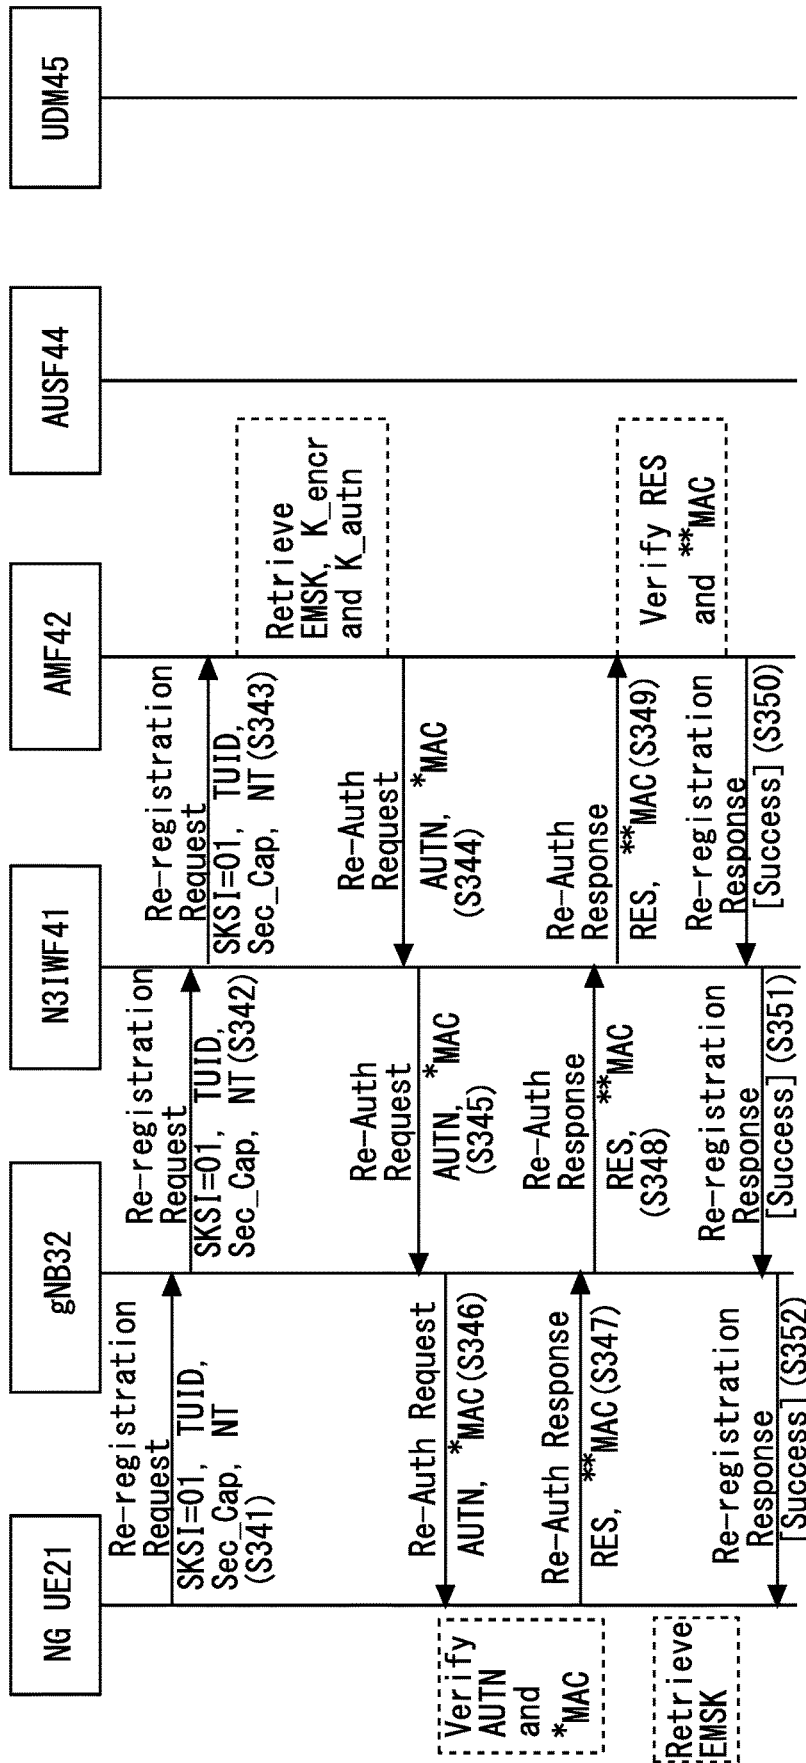 NG UE21
gNB32
N3IWF41
AMF42
AUSF44
UDM45
Re-registration
Request
SKSI=01, TUID,
Sec_Cap, NT
(S341)
Re-registration
Request
SKSI=01, TUID,
Sec_Cap, NT(S342)
Re-registration
Request
SKSI=01, TUID,
Sec_Cap, NT(S343)
Retrieve
EMSK, K_encr
and K_autn
Re-Auth
Request
AUTN, *MAC
(S344)
Re-Auth
Request
AUTN, *MAC
(S345)
Re-Auth Request
AUTN, *MAC(S346)
Verify
AUTN
and
*MAC
Re-Auth Response
RES, **MAC(S347)
Re-Auth
Response
RES, **MAC
(S348)
Re-Auth
Response
RES, **MAC(S349)
Verify RES
and **MAC
Re-registration
Response
[Success](S350)
Re-registration
Response
[Success](S351)
Re-registration
Response
[Success](S352)
Retrieve
EMSK